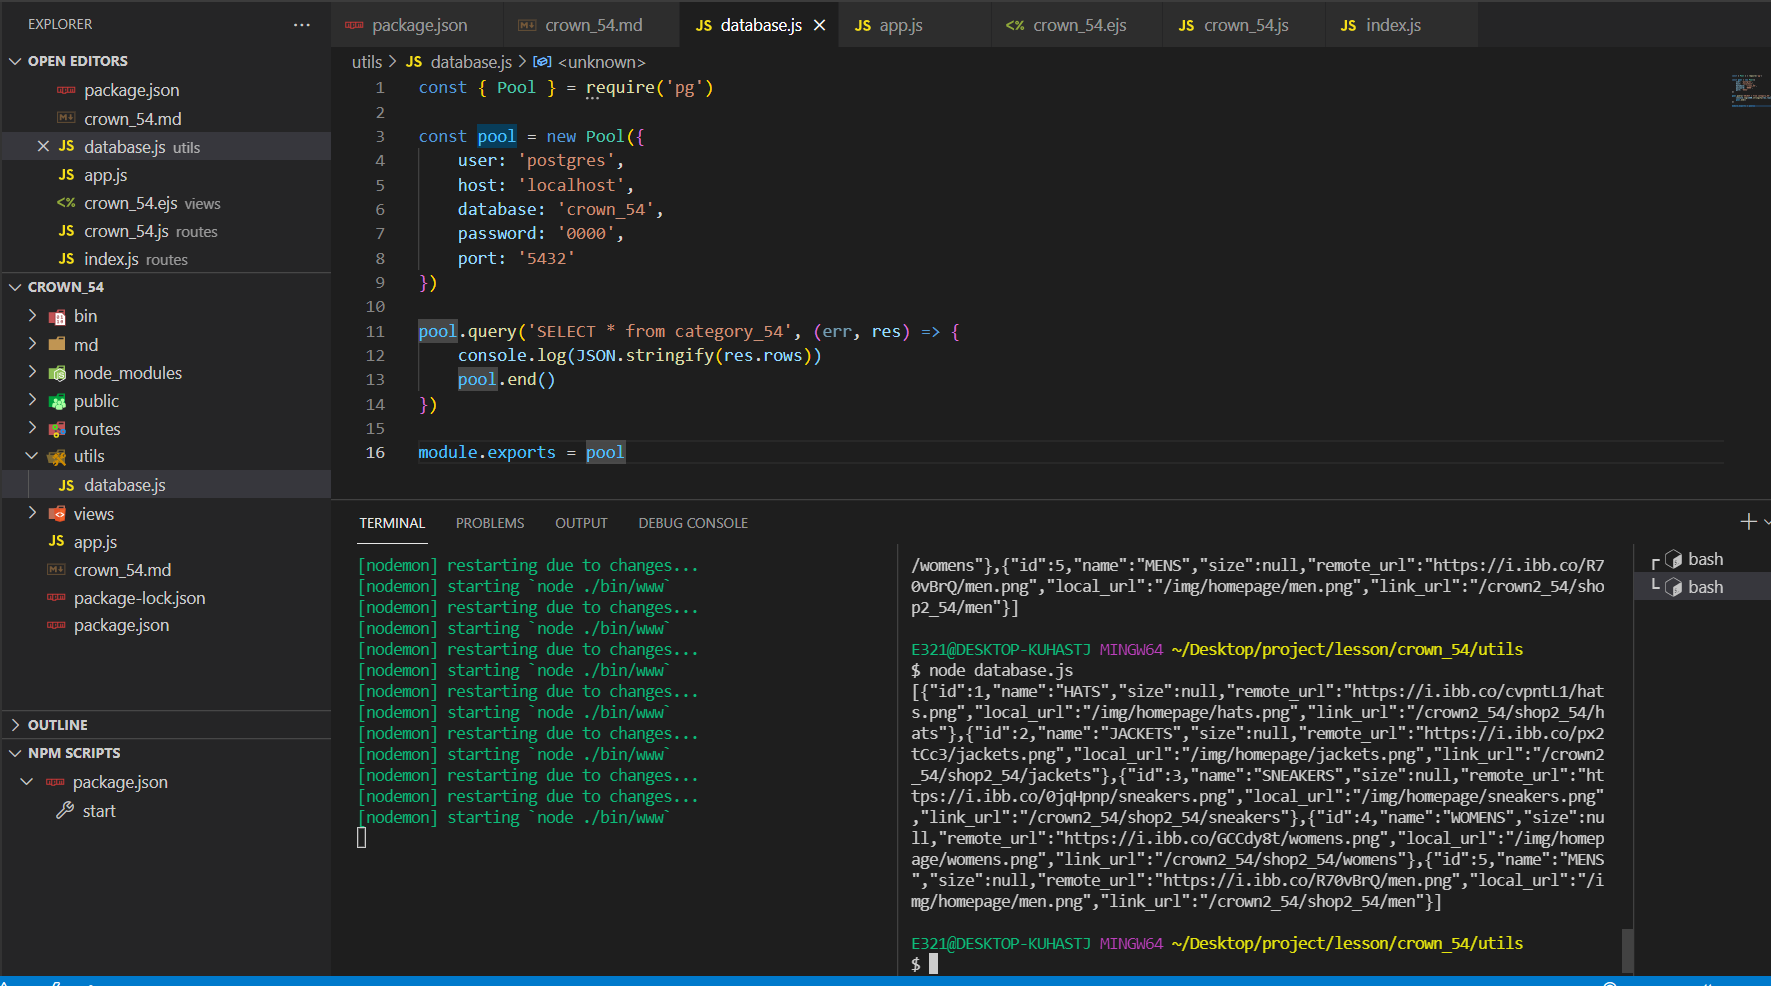 EXPLORER
OPEN EDITORS
package.json
crown_54.md
database.js utils
app.js
crown_54.ejs views
crown_54.js routes
index.js routes
CROWN_54
bin
md
node_modules
public
routes
utils
database.js
views
app.js
crown_54.md
package-lock.json
package.json
OUTLINE
NPM SCRIPTS
package.json
start
package.json crown_54.md JS database.js JS app.js <% crown_54.ejs JS crown_54.js JS index.js
utils > JS database.js > <unknown>
1 const { Pool } = require('pg')
2
3 const pool = new Pool({
4 user: 'postgres',
5 host: 'localhost',
6 database: 'crown_54',
7 password: '0000',
8 port: '5432'
9 })
10
11 pool.query('SELECT * from category_54', (err, res) => {
12 console.log(JSON.stringify(res.rows))
13 pool.end()
14 })
15
16 module.exports = pool
TERMINAL PROBLEMS OUTPUT DEBUG CONSOLE
[nodemon] restarting due to changes...
[nodemon] starting `node ./bin/www`
[nodemon] restarting due to changes...
[nodemon] starting `node ./bin/www`
[nodemon] restarting due to changes...
[nodemon] starting `node ./bin/www`
[nodemon] restarting due to changes...
[nodemon] starting `node ./bin/www`
[nodemon] restarting due to changes...
[nodemon] starting `node ./bin/www`
[nodemon] restarting due to changes...
[nodemon] restarting due to changes...
[nodemon] starting `node ./bin/www`
/womens"},{"id":5,"name":"MENS","size":null,"remote_url":"https://i.ibb.co/R7
0vBrQ/men.png","local_url":"/img/homepage/men.png","link_url":"/crown2_54/sho
p2_54/men"}]
E321@DESKTOP-KUHASTJ MINGW64 ~/Desktop/project/lesson/crown_54/utils
$ node database.js
[{"id":1,"name":"HATS","size":null,"remote_url":"https://i.ibb.co/cvpntL1/hat
s.png","local_url":"/img/homepage/hats.png","link_url":"/crown2_54/shop2_54/h
ats"},{"id":2,"name":"JACKETS","size":null,"remote_url":"https://i.ibb.co/px2
tCc3/jackets.png","local_url":"/img/homepage/jackets.png","link_url":"/crown2
_54/shop2_54/jackets"},{"id":3,"name":"SNEAKERS","size":null,"remote_url":"ht
tps://i.ibb.co/0jqHpnp/sneakers.png","local_url":"/img/homepage/sneakers.png"
,"link_url":"/crown2_54/shop2_54/sneakers"},{"id":4,"name":"WOMENS","size":nu
ll,"remote_url":"https://i.ibb.co/GCCdy8t/womens.png","local_url":"/img/homep
age/womens.png","link_url":"/crown2_54/shop2_54/womens"},{"id":5,"name":"MENS
","size":null,"remote_url":"https://i.ibb.co/R70vBrQ/men.png","local_url":"/i
mg/homepage/men.png","link_url":"/crown2_54/shop2_54/men"}]
E321@DESKTOP-KUHASTJ MINGW64 ~/Desktop/project/lesson/crown_54/utils
$
bash
bash